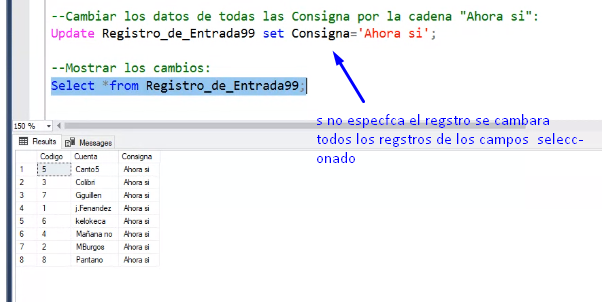 --Cambiar los datos de todas las Consigna por la cadena "Ahora si":
Update Registro_de_Entrada99 set Consigna='Ahora si';
--Mostrar los cambios:
Select *from Registro_de_Entrada99;
s no especfca el regstro se cambara
todos los regstros de los campos selecc-
onado
150 %
Results Messages
Codigo Cuenta Consigna
1 5 Canto5 Ahora si
2 3 Colibri Ahora si
3 7 Gguillen Ahora si
4 1 j.Fenandez Ahora si
5 6 kelokeca Ahora si
6 4 Mañana no Ahora si
7 2 MBurgos Ahora si
8 8 Pantano Ahora si